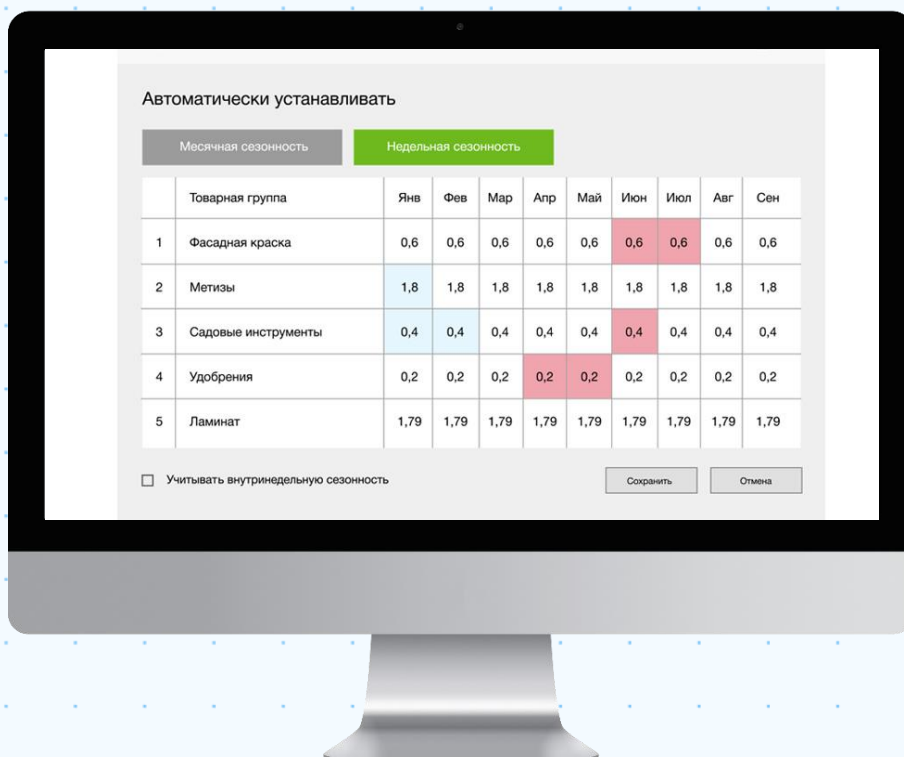 Автоматически устанавливать
Месячная сезонность Недельная сезонность
Товарная группа Янв Фев Мар Апр Май Июн Июл Авг Сен
1 Фасадная краска 0,6 0,6 0,6 0,6 0,6 0,6 0,6 0,6 0,6
2 Метизы 1,8 1,8 1,8 1,8 1,8 1,8 1,8 1,8 1,8
3 Садовые инструменты 0,4 0,4 0,4 0,4 0,4 0,4 0,4 0,4 0,4
4 Удобрения 0,2 0,2 0,2 0,2 0,2 0,2 0,2 0,2 0,2
5 Ламинат 1,79 1,79 1,79 1,79 1,79 1,79 1,79 1,79 1,79
Учитывать внутринедельную сезонность Сохранить Отмена